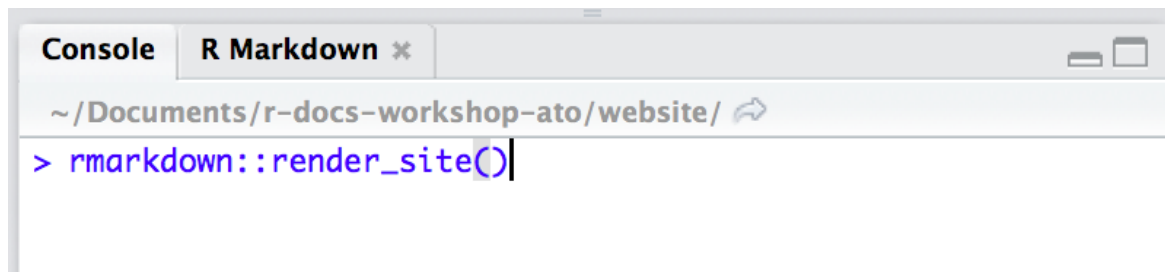 Console R Markdown
~/Documents/r-docs-workshop-ato/website/
> rmarkdown::render_site()